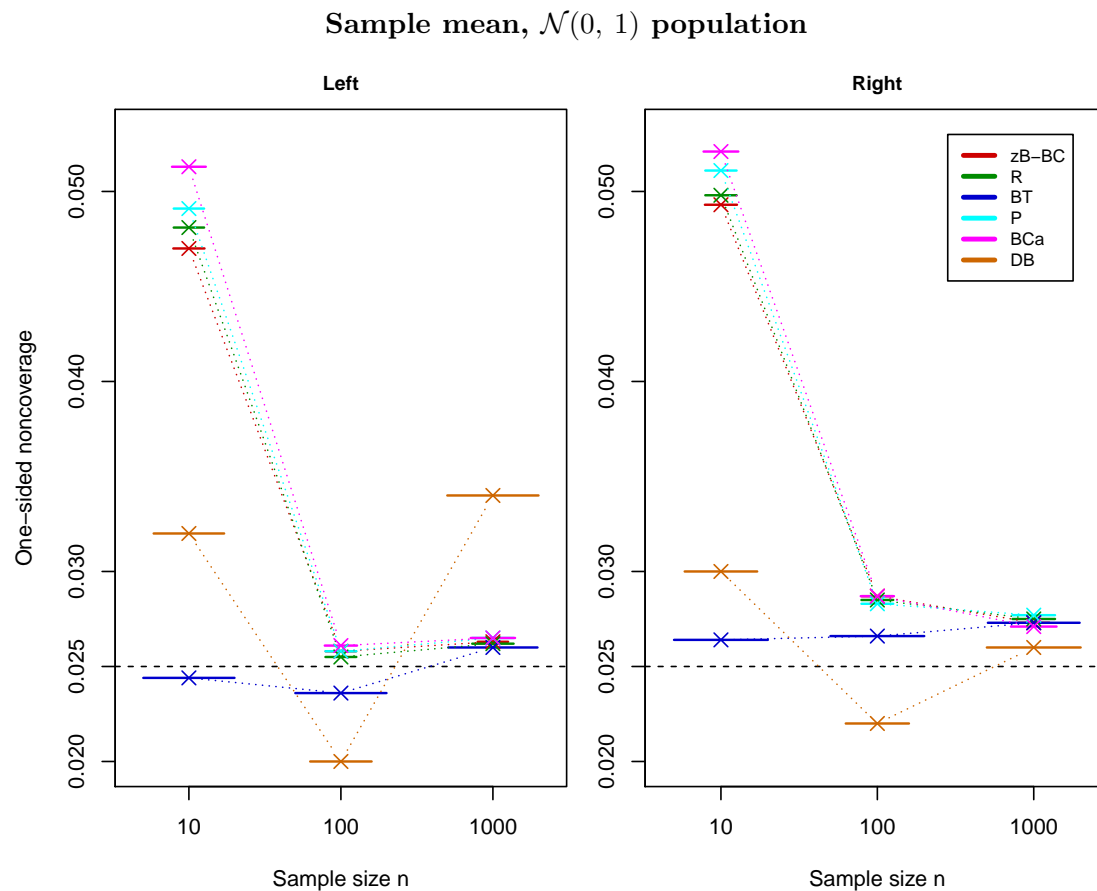 Sample mean, 𝒩(0, 1) population
Left
Right
One−sided noncoverage
0.050
0.040
0.030
0.025
0.020
10 100 1000
Sample size n
0.050
0.040
0.030
0.025
0.020
zB−BC
R
BT
P
BCa
DB
10 100 1000
Sample size n